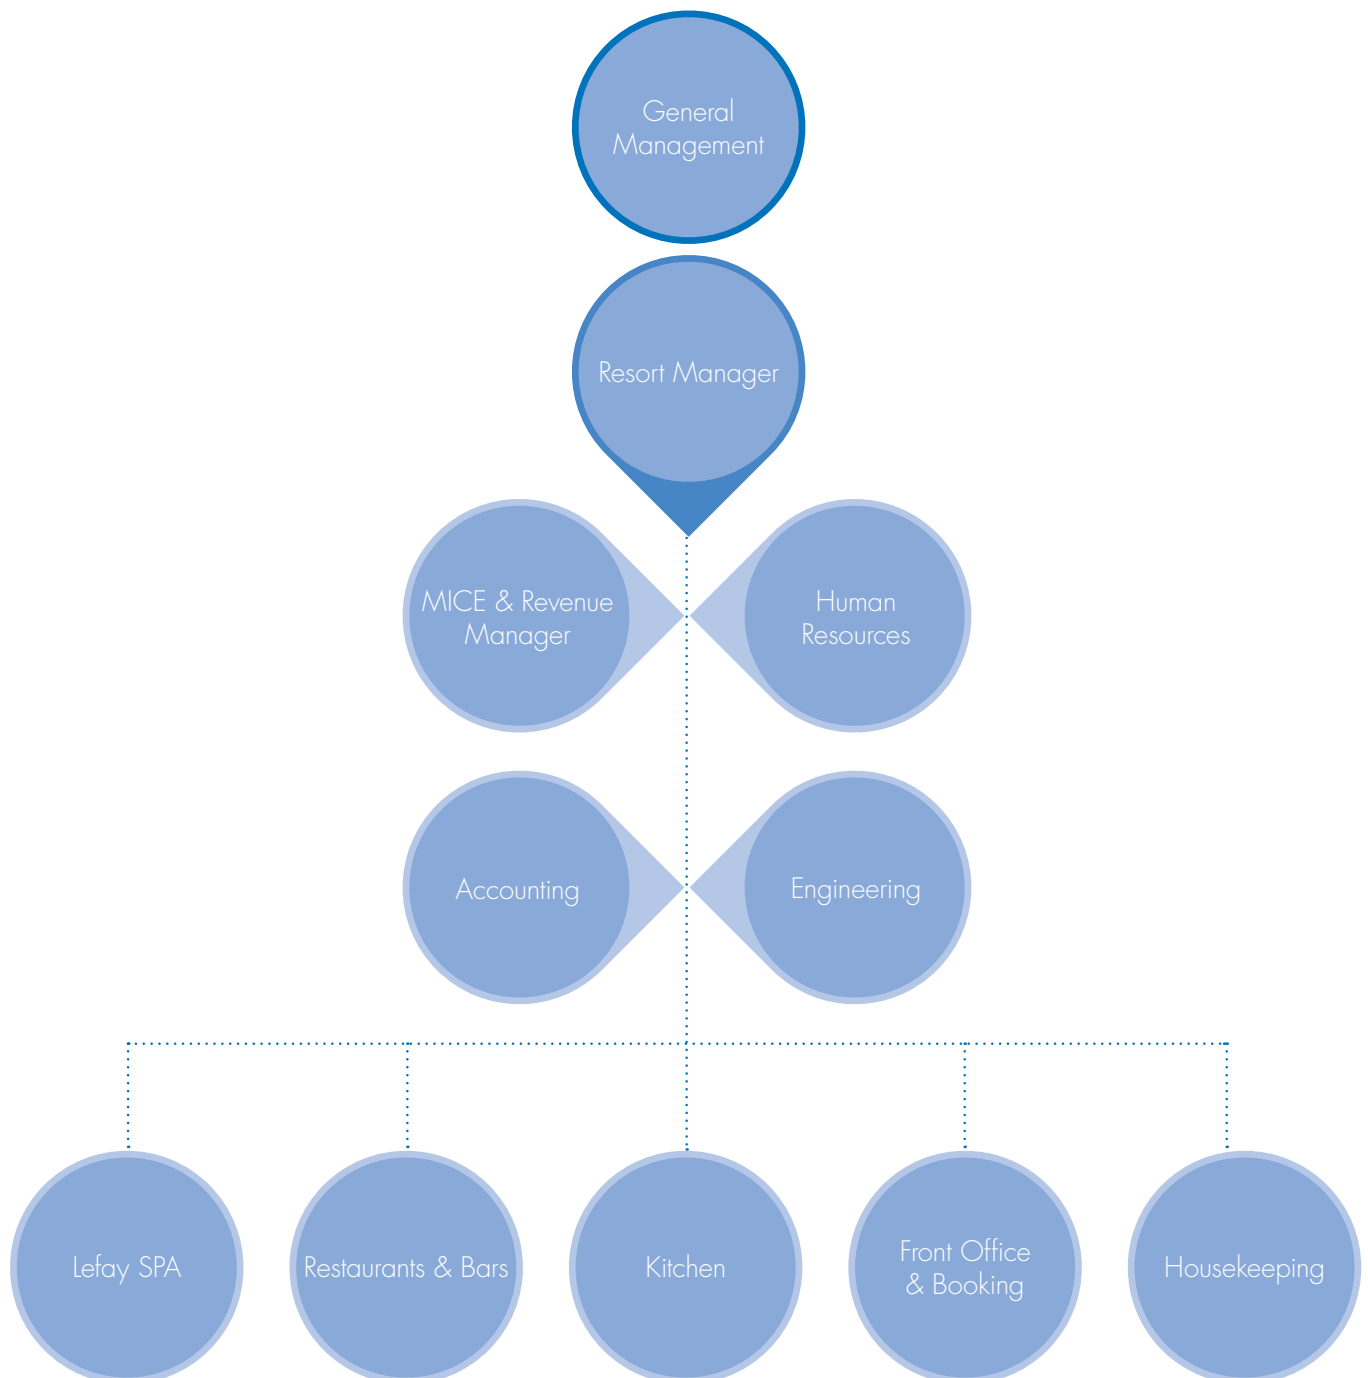 General
Management
Resort Manager
MICE & Revenue
Manager
Human
Resources
Accounting
Engineering
Lefay SPA
Restaurants & Bars
Kitchen
Front Office
& Booking
Housekeeping